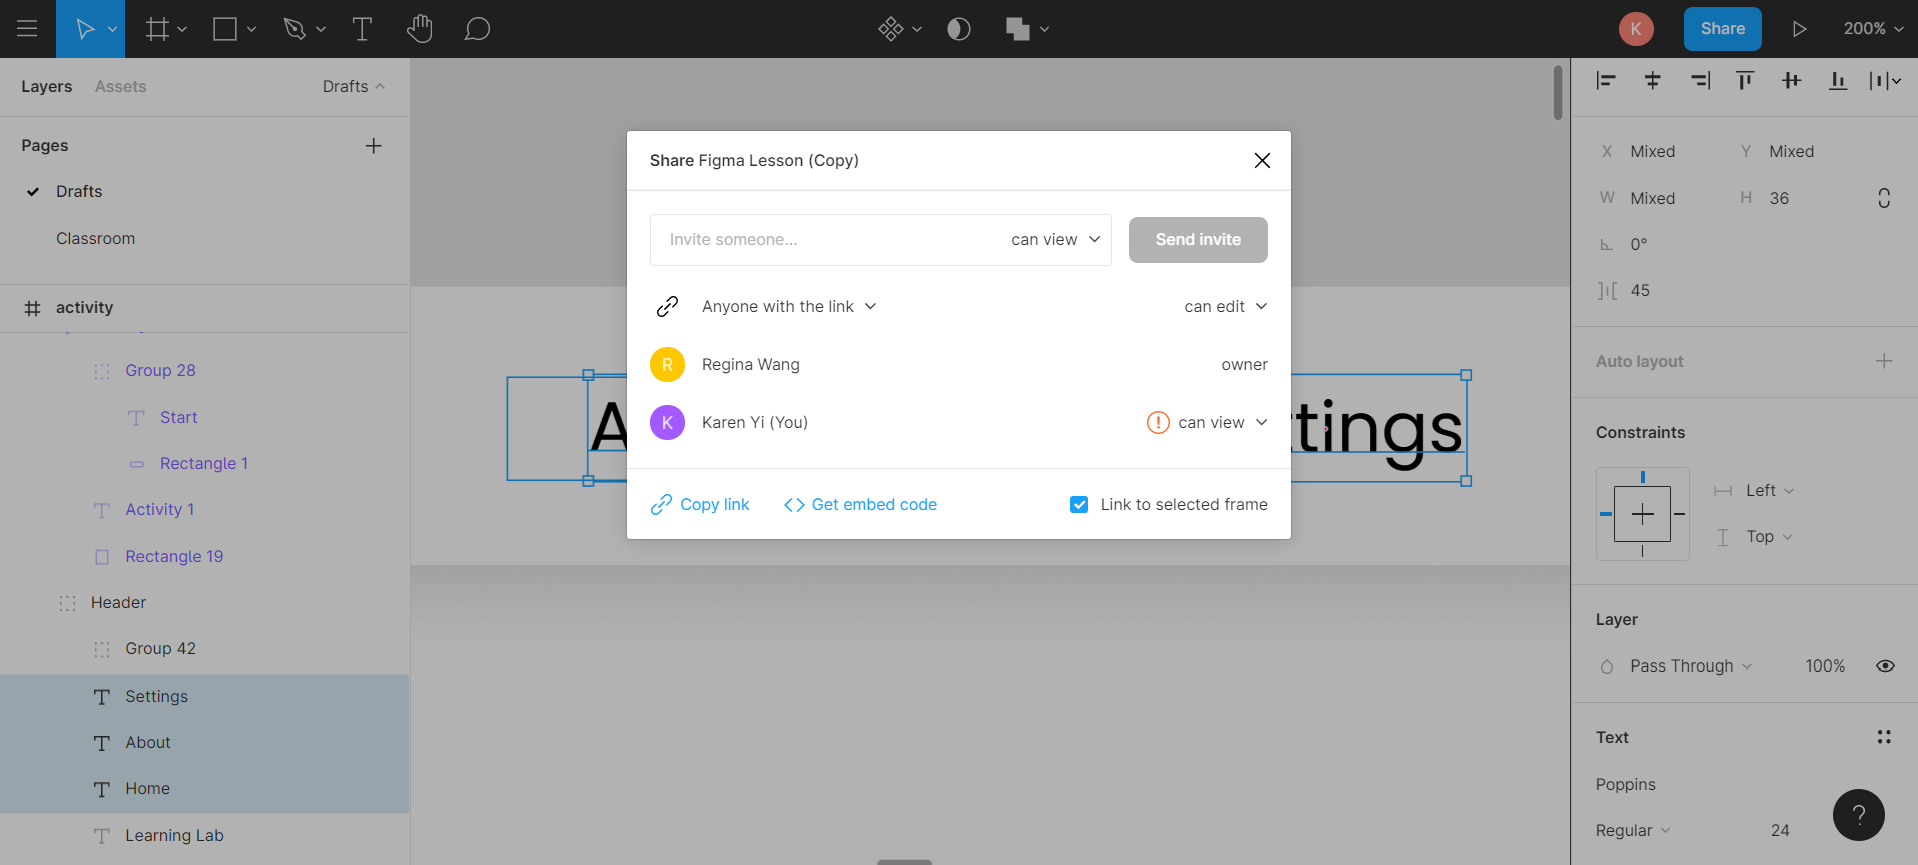 K
Share
200%
Layers
Assets
Drafts
Pages
Drafts
Classroom
activity
Group 28
Start
Rectangle 1
Activity 1
Rectangle 19
Header
Group 42
Settings
About
Home
Learning Lab
Share Figma Lesson (Copy)
Invite someone...
can view
Send invite
Anyone with the link
can edit
R
Regina Wang
owner
K
Karen Yi (You)
can view
Copy link
Get embed code
Link to selected frame
A
tings
X Mixed
Y Mixed
W Mixed
H 36
0°
45
Auto layout
Constraints
Left
Top
Layer
Pass Through
100%
Text
Poppins
Regular
24
?